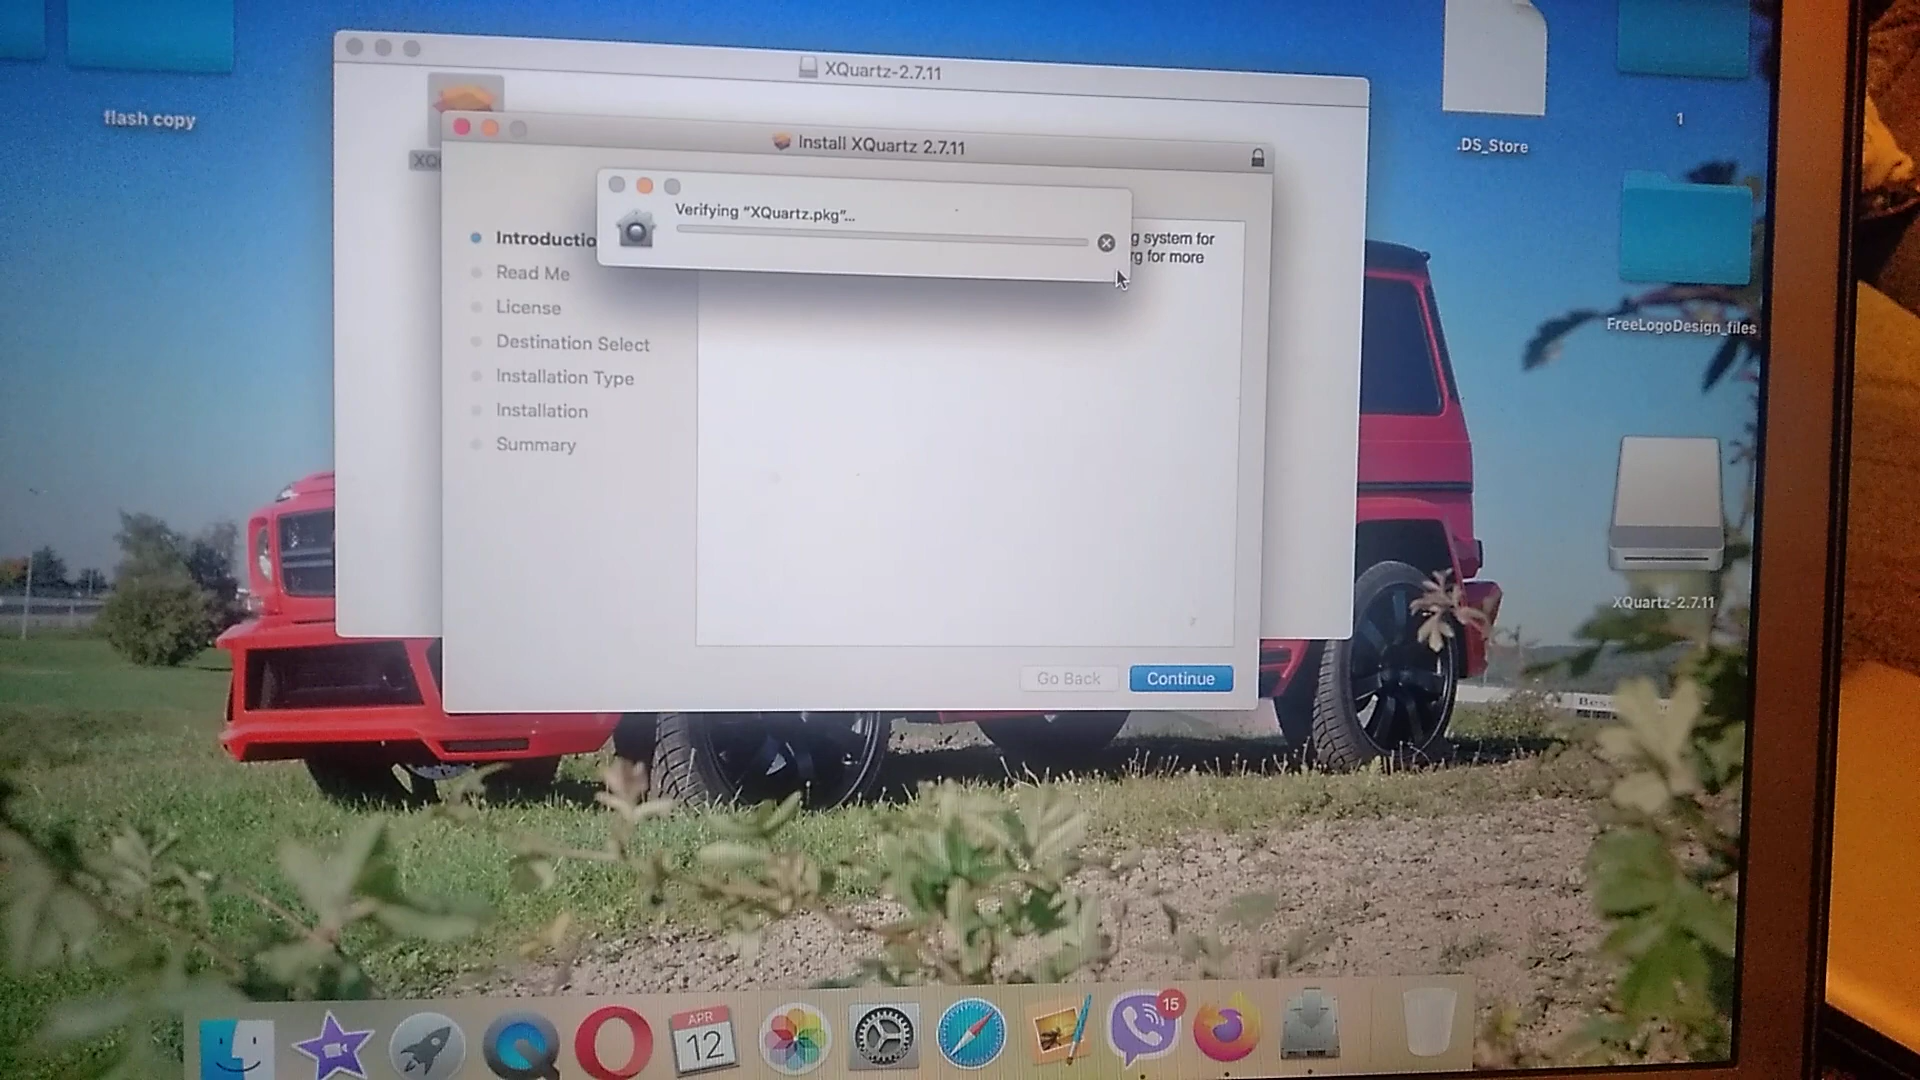 flash copy
XQuartz-2.7.11
Install XQuartz 2.7.11
Verifying “XQuartz.pkg”...
g system for
rg for more
Introductio
Read Me
License
Destination Select
Installation Type
Installation
Summary
Go Back
Continue
.DS_Store
1
FreeLogoDesign_files
XQuartz-2.7.11
APR
12
15